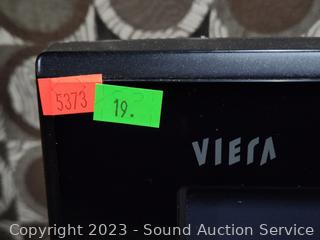 5373
19.
VIERA
Copyright 2023 - Sound Auction Service